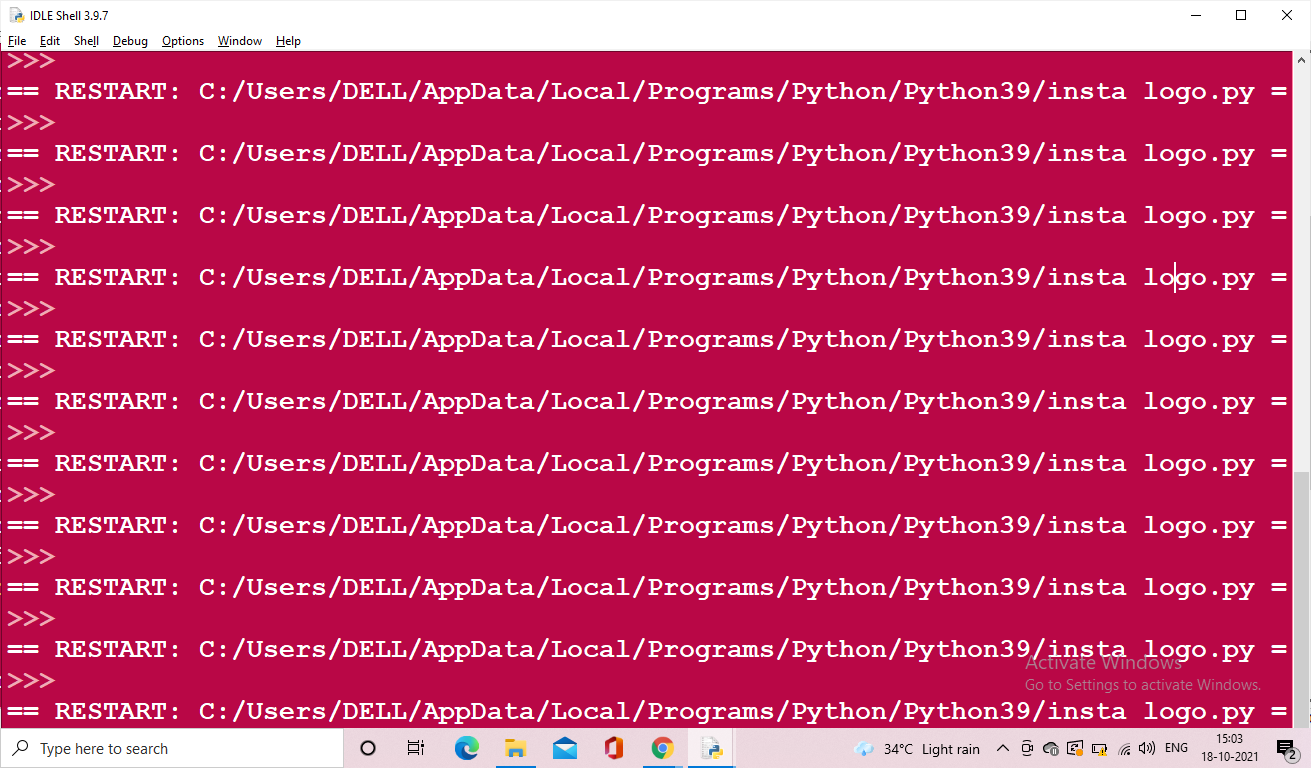 IDLE Shell 3.9.7
File Edit Shell Debug Options Window Help
>>>
== RESTART: C:/Users/DELL/AppData/Local/Programs/Python/Python39/insta logo.py =
>>>
== RESTART: C:/Users/DELL/AppData/Local/Programs/Python/Python39/insta logo.py =
>>>
== RESTART: C:/Users/DELL/AppData/Local/Programs/Python/Python39/insta logo.py =
>>>
== RESTART: C:/Users/DELL/AppData/Local/Programs/Python/Python39/insta logo.py =
>>>
== RESTART: C:/Users/DELL/AppData/Local/Programs/Python/Python39/insta logo.py =
>>>
== RESTART: C:/Users/DELL/AppData/Local/Programs/Python/Python39/insta logo.py =
>>>
== RESTART: C:/Users/DELL/AppData/Local/Programs/Python/Python39/insta logo.py =
>>>
== RESTART: C:/Users/DELL/AppData/Local/Programs/Python/Python39/insta logo.py =
>>>
== RESTART: C:/Users/DELL/AppData/Local/Programs/Python/Python39/insta logo.py =
>>>
== RESTART: C:/Users/DELL/AppData/Local/Programs/Python/Python39/insta logo.py =
Activate Windows
>>>
Go to Settings to activate Windows.
== RESTART: C:/Users/DELL/AppData/Local/Programs/Python/Python39/insta logo.py =
Type here to search
34°C Light rain
ENG
15:03
18-10-2021
2